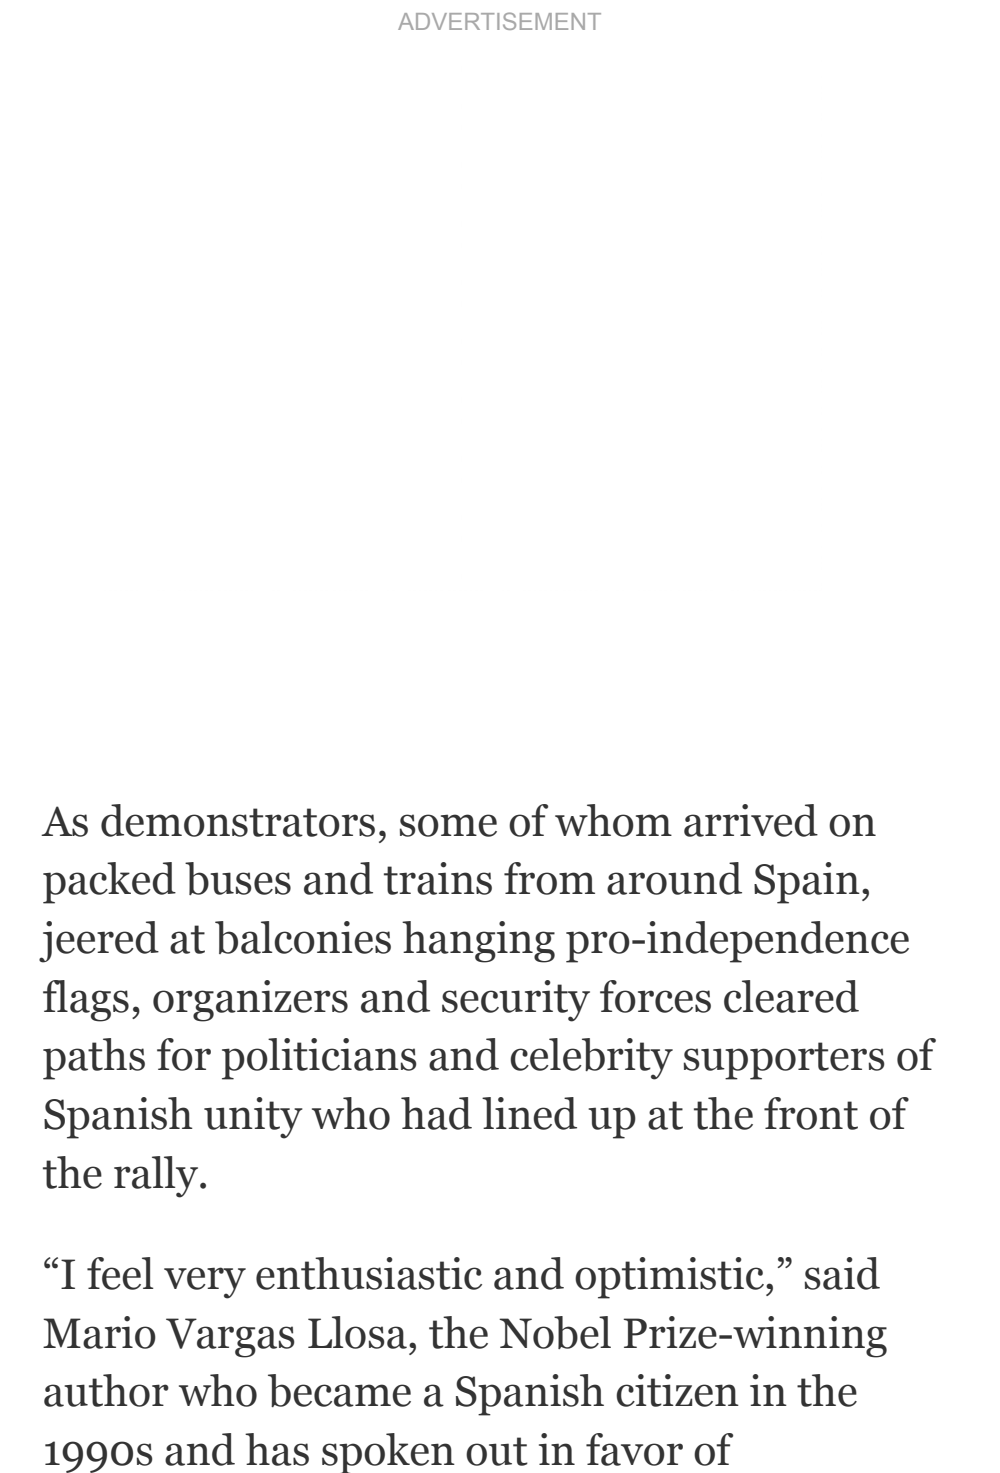 ADVERTISEMENT
As demonstrators, some of whom arrived on
packed buses and trains from around Spain,
jeered at balconies hanging pro-independence
flags, organizers and security forces cleared
paths for politicians and celebrity supporters of
Spanish unity who had lined up at the front of
the rally.
“I feel very enthusiastic and optimistic,” said
Mario Vargas Llosa, the Nobel Prize-winning
author who became a Spanish citizen in the
1990s and has spoken out in favor of